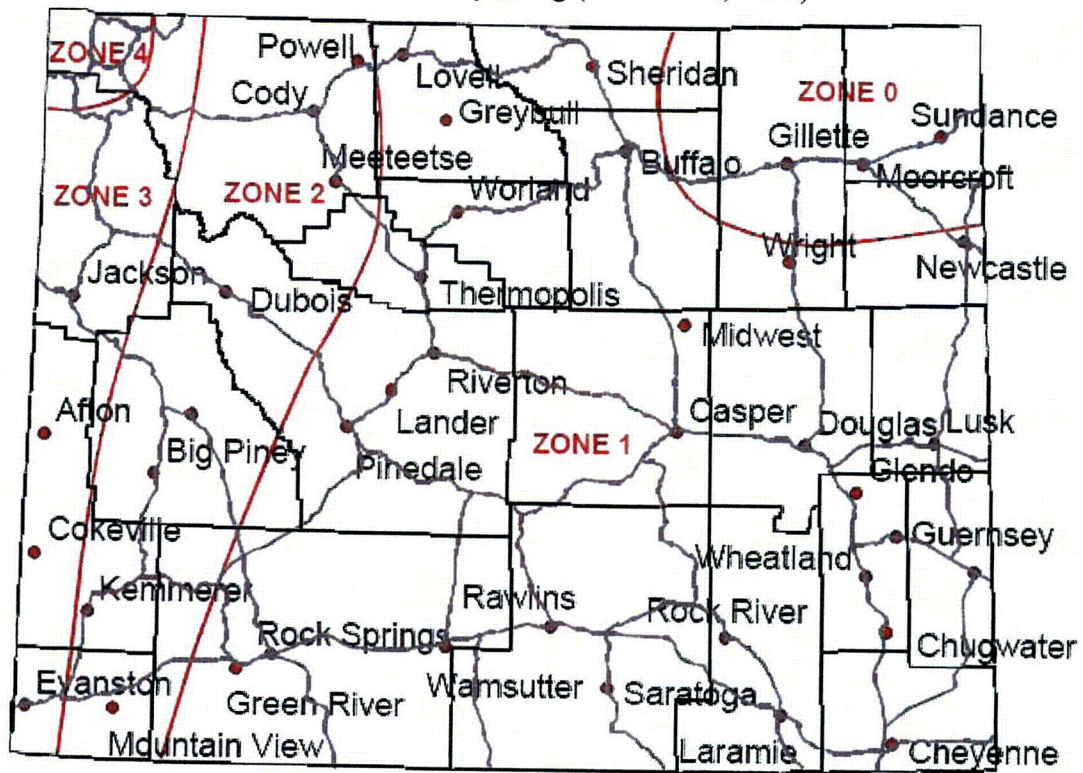 ZONE 4
Powell
Lovell
Sheridan
ZONE 0
Cody
Greybull
Sundance
Gillette
Meeteetse
Buffalo
Moorcroft
ZONE 3
ZONE 2
Worland
Wright
Newcastle
Jackson
Dubois
Thermopolis
Midwest
Riverton
Afton
Lander
Casper
Douglas
Lusk
Big Piney
Pinedale
ZONE 1
Glendo
Cokeville
Guernsey
Wheatland
Kemmerer
Rawlins
Rock River
Rock Springs
Chugwater
Evanston
Green River
Wamsutter
Saratoga
Mountain View
Laramie
Cheyenne